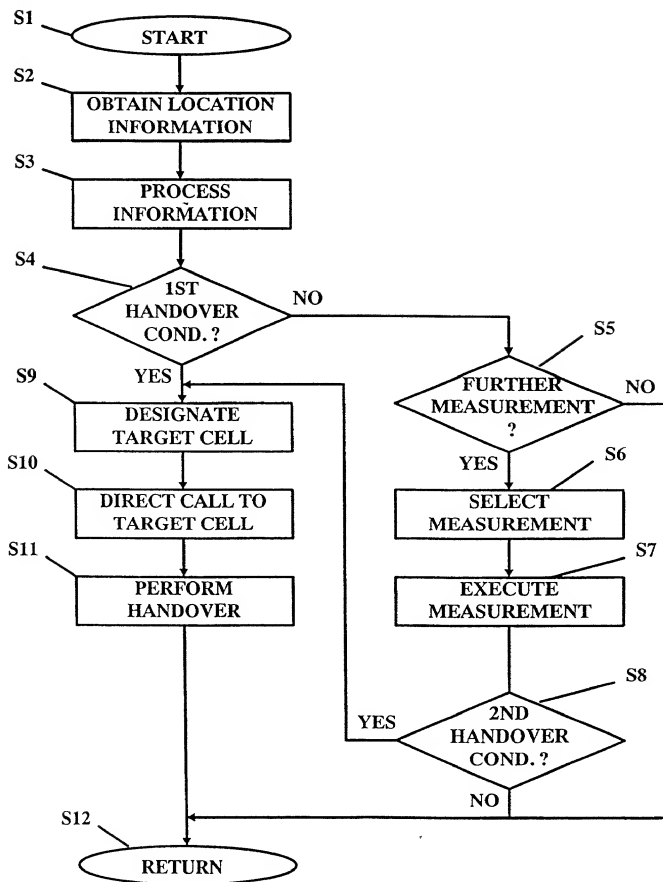 S1
START
S2
OBTAIN LOCATION
INFORMATION
S3
PROCESS
INFORMATION
S4
1ST
HANDOVER
COND. ?
NO
YES
S5
FURTHER
MEASUREMENT
?
NO
YES
S6
SELECT
MEASUREMENT
S7
EXECUTE
MEASUREMENT
S8
2ND
HANDOVER
COND. ?
YES
NO
S9
DESIGNATE
TARGET CELL
S10
DIRECT CALL TO
TARGET CELL
S11
PERFORM
HANDOVER
S12
RETURN